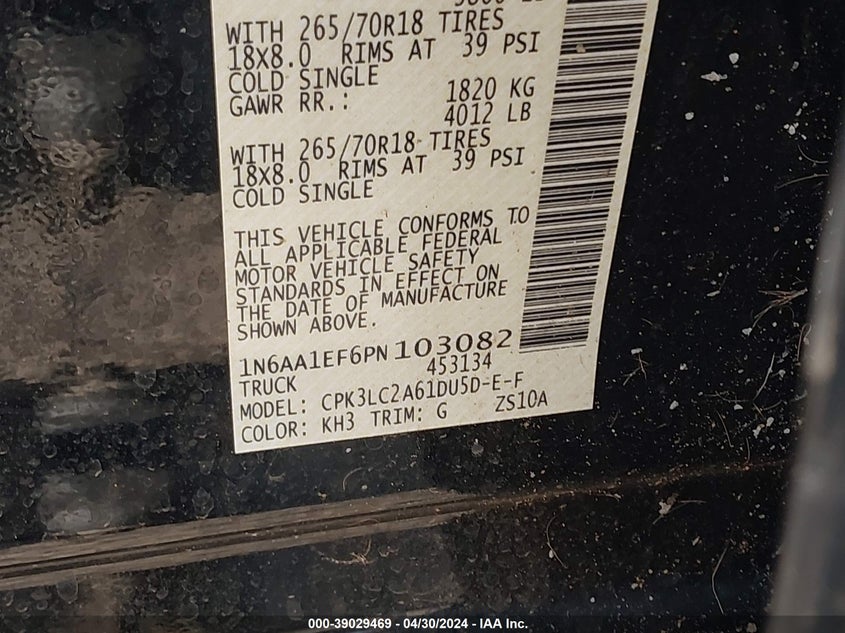 WITH 265/70R18 TIRES
18X8.0 RIMS AT 39 PSI
COLD SINGLE
GAWR RR.: 1820 KG
4012 LB
WITH 265/70R18 TIRES
18X8.0 RIMS AT 39 PSI
COLD SINGLE
THIS VEHICLE CONFORMS TO
ALL APPLICABLE FEDERAL
MOTOR VEHICLE SAFETY
STANDARDS IN EFFECT ON
THE DATE OF MANUFACTURE
SHOWN ABOVE.
1N6AA1EF6PN 103082
TRUCK 453134
MODEL: CPK3LC2A61DU5D-E-F
COLOR: KH3 TRIM: G ZS10A
000-39029469 - 04/30/2024 - IAA Inc.